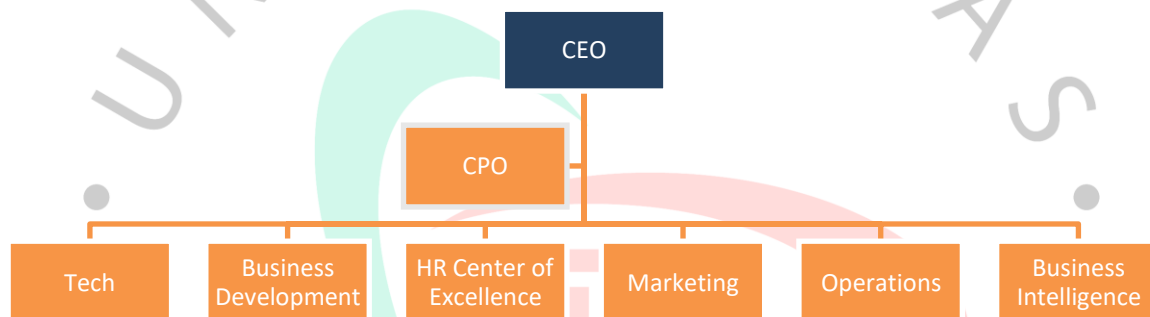 CEO
CPO
Tech
Business
Development
HR Center of
Excellence
Marketing
Operations
Business
Intelligence